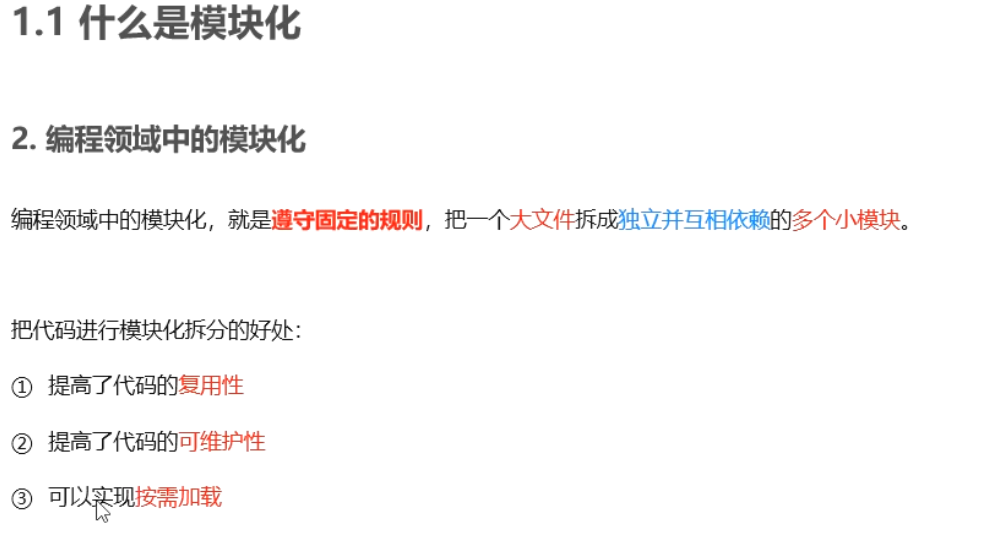 1.1 什么是模块化
2. 编程领域中的模块化
编程领域中的模块化，就是遵守固定的规则，把一个大文件拆成独立并互相依赖的多个小模块。
把代码进行模块化拆分的好处：
① 提高了代码的复用性
② 提高了代码的可维护性
③ 可以实现按需加载